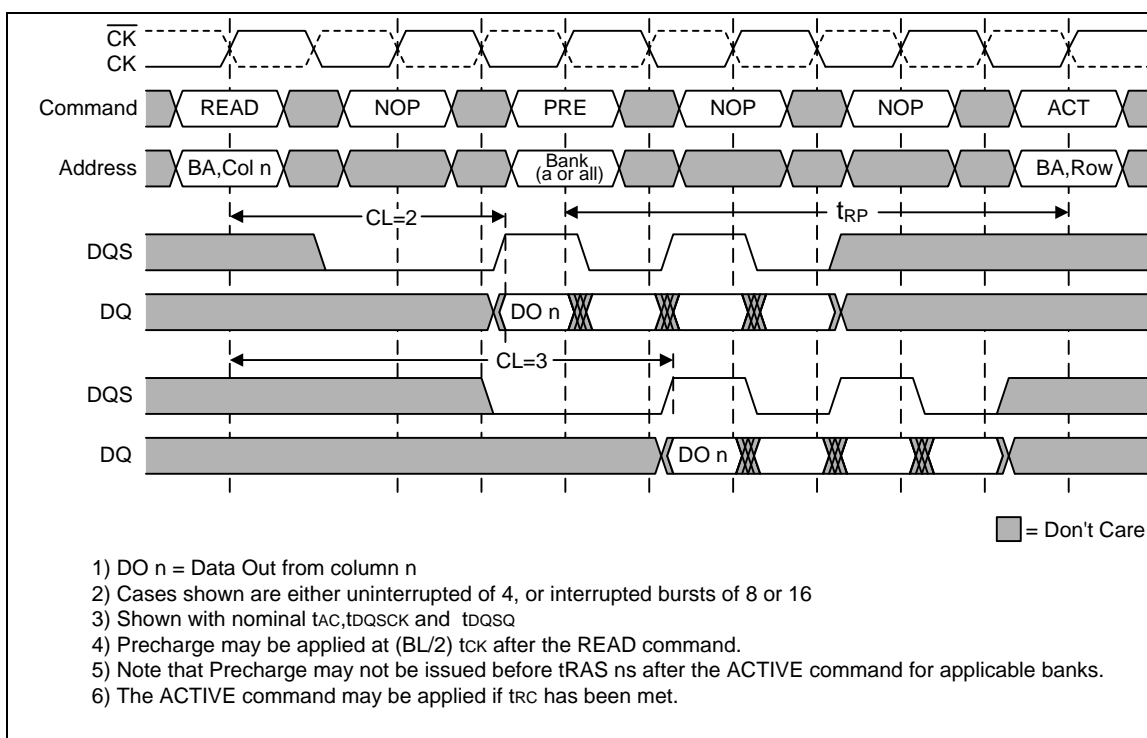 CK
CK
Command READ NOP PRE NOP NOP ACT
Address BA,Col n Bank (a or all) BA,Row
CL=2 tRP
DQS
DQ DO n
CL=3
DQS
DQ DO n
= Don't Care
1) DO n = Data Out from column n
2) Cases shown are either uninterrupted of 4, or interrupted bursts of 8 or 16
3) Shown with nominal tAC,tDQSCK and tDQSQ
4) Precharge may be applied at (BL/2) tCK after the READ command.
5) Note that Precharge may not be issued before tRAS ns after the ACTIVE command for applicable banks.
6) The ACTIVE command may be applied if tRC has been met.